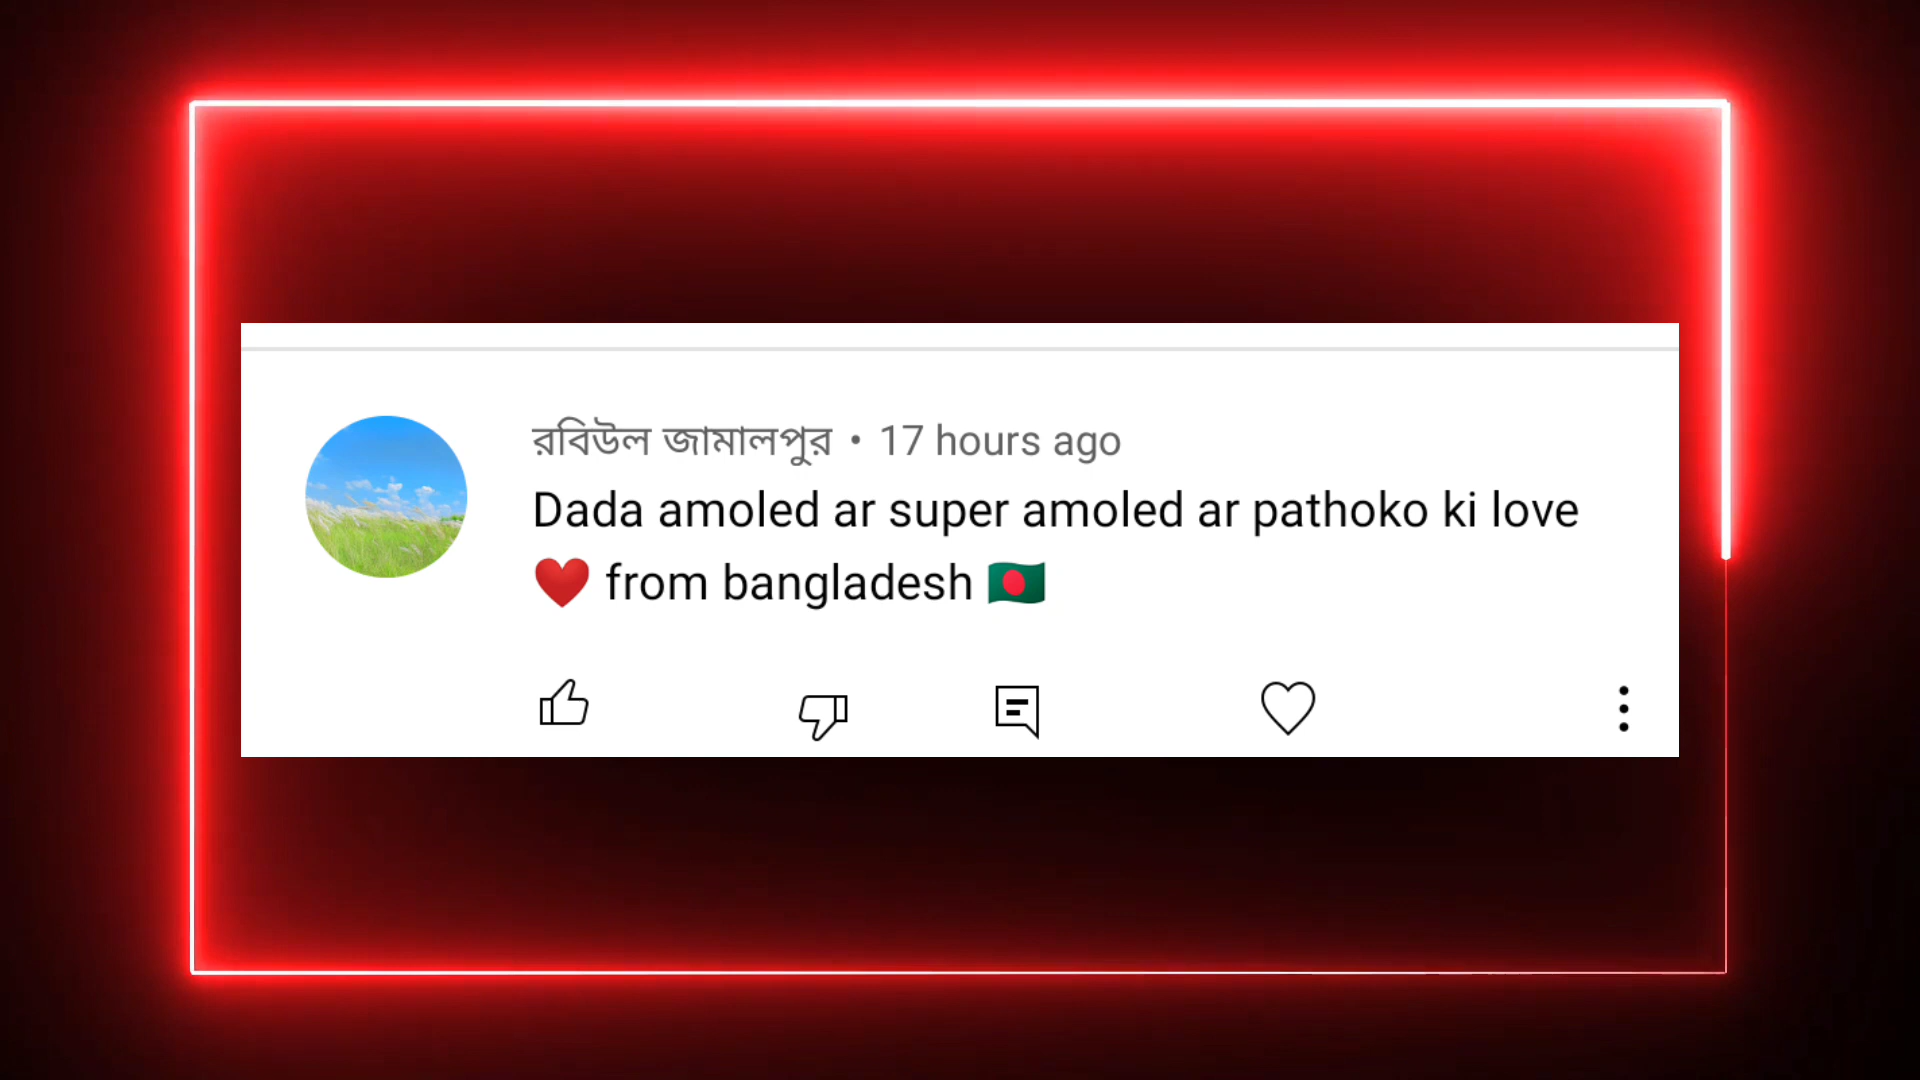 রবিউল জামালপুর • 17 hours ago
Dada amoled ar super amoled ar pathoko ki love
❤️ from bangladesh 🇧🇩